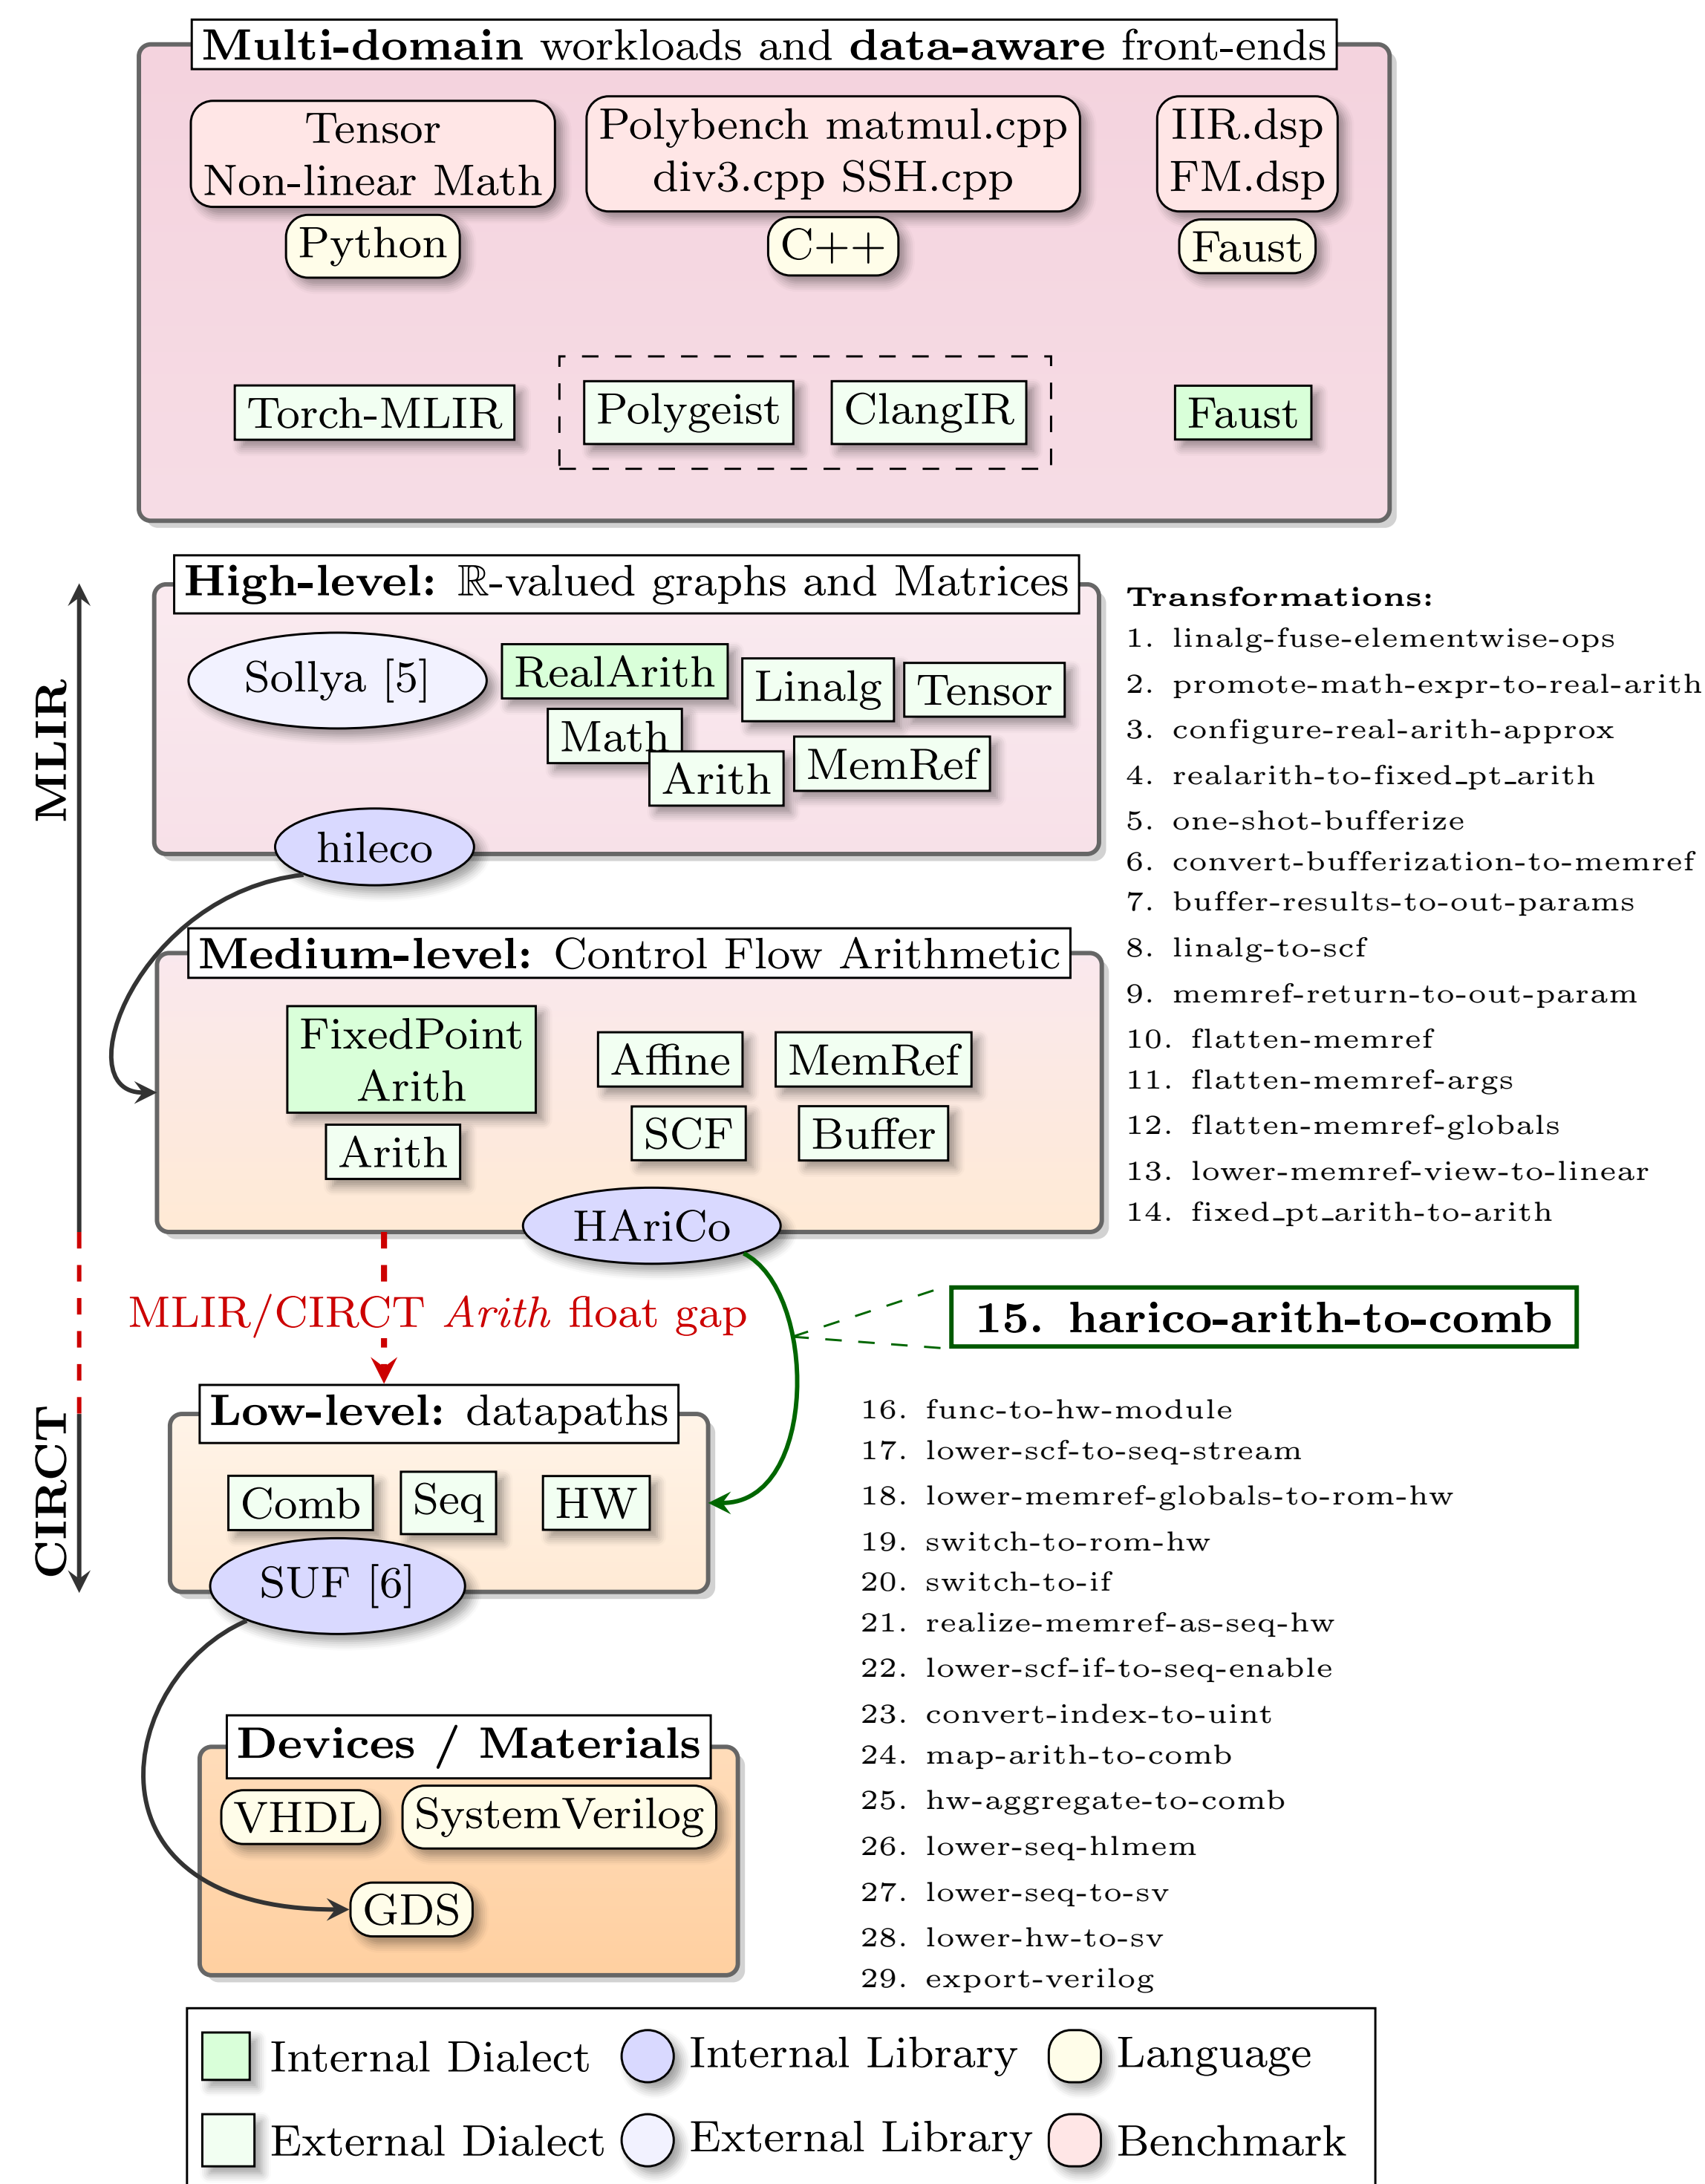 Multi-domain workloads and data-aware front-ends
Tensor
Non-linear Math
Python
Polybench matmul.cpp
div3.cpp SSH.cpp
C++
IIR.dsp
FM.dsp
Faust
Torch-MLIR
Polygeist
ClangIR
Faust
MLIR
High-level: ℝ-valued graphs and Matrices
Sollya [5]
RealArith
Linalg
Tensor
Math
Arith
MemRef
hileco
Transformations:
1. linalg-fuse-elementwise-ops
2. promote-math-expr-to-real-arith
3. configure-real-arith-approx
4. realarith-to-fixed_pt_arith
5. one-shot-bufferize
6. convert-bufferization-to-memref
7. buffer-results-to-out-params
8. linalg-to-scf
9. memref-return-to-out-param
10. flatten-memref
11. flatten-memref-args
12. flatten-memref-globals
13. lower-memref-view-to-linear
14. fixed_pt_arith-to-arith
Medium-level: Control Flow Arithmetic
FixedPoint
Arith
Arith
Affine
MemRef
SCF
Buffer
HAriCo
MLIR/CIRCT Arith float gap
15. harico-arith-to-comb
CIRCT
Low-level: datapaths
Comb
Seq
HW
SUF [6]
16. func-to-hw-module
17. lower-scf-to-seq-stream
18. lower-memref-globals-to-rom-hw
19. switch-to-rom-hw
20. switch-to-if
21. realize-memref-as-seq-hw
22. lower-scf-if-to-seq-enable
23. convert-index-to-uint
24. map-arith-to-comb
25. hw-aggregate-to-comb
26. lower-seq-hlmem
27. lower-seq-to-sv
28. lower-hw-to-sv
29. export-verilog
Devices / Materials
VHDL
SystemVerilog
GDS
Internal Dialect
Internal Library
Language
External Dialect
External Library
Benchmark